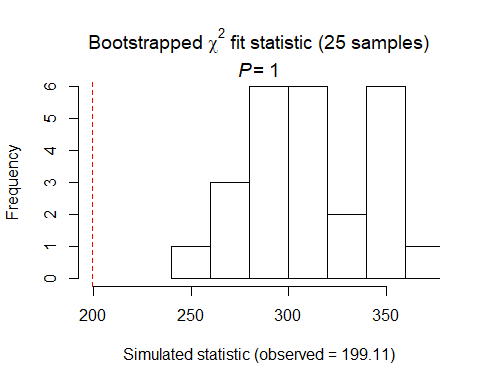 Bootstrapped χ² fit statistic (25 samples)
P = 1
Frequency
6
5
4
3
2
1
0
200 250 300 350
Simulated statistic (observed = 199.11)